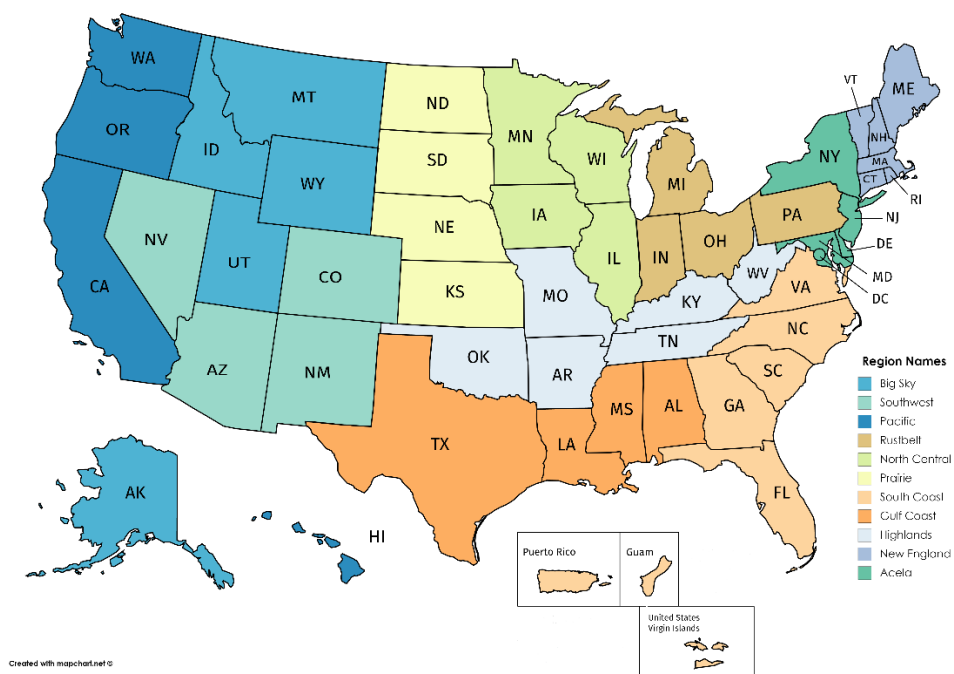 WA
MT
ND
MN
VT
ME
OR
ID
SD
WI
NY
NH
MA
WY
MI
CT
RI
NE
IA
PA
NJ
NV
UT
CO
IL
IN
OH
DE
CA
KS
MO
WV
VA
MD
KY
DC
AZ
NM
OK
AR
TN
NC
SC
TX
LA
MS
AL
GA
FL
AK
HI
Region Names
Big Sky
Southwest
Pacific
Rustbelt
North Central
Prairie
South Coast
Gulf Coast
Highlands
New England
Acela
Puerto Rico
Guam
United States
Virgin Islands
Created with mapchart.net ©